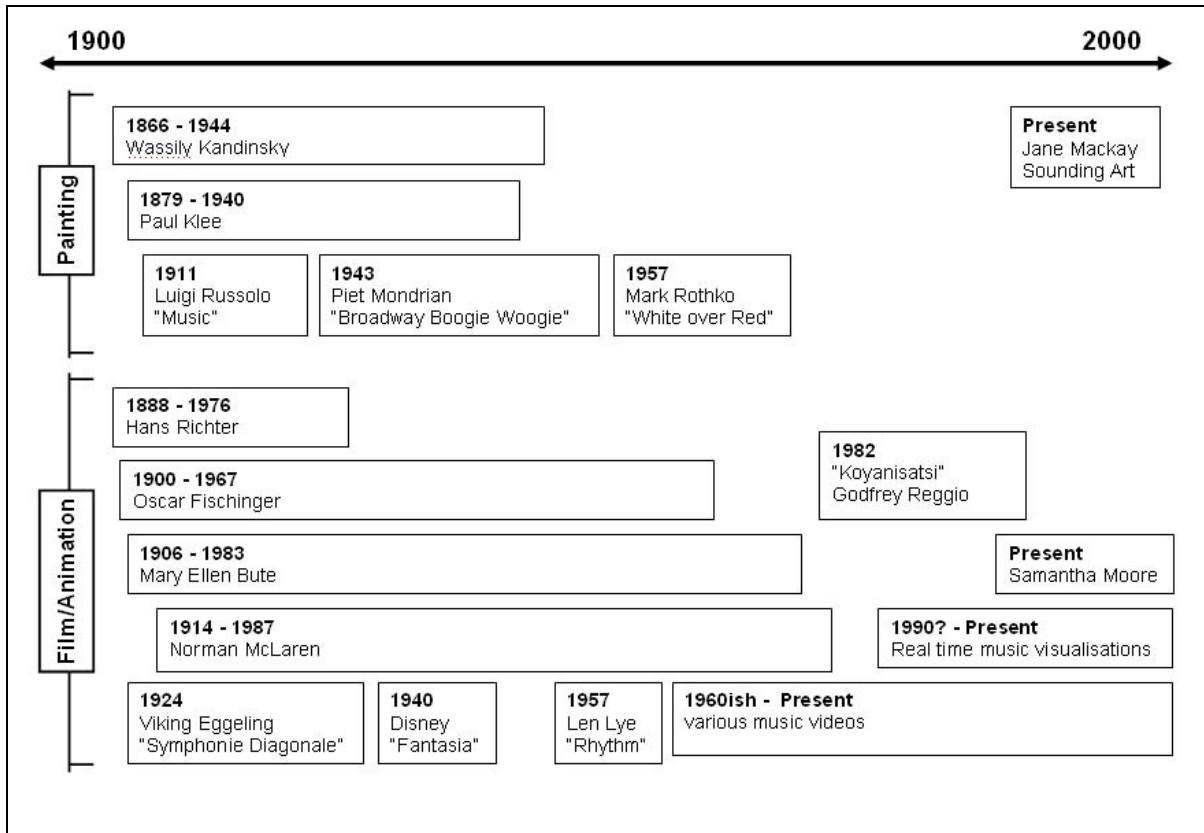 1900
2000
Painting
1866 - 1944
Wassily Kandinsky
Present
Jane Mackay
Sounding Art
1879 - 1940
Paul Klee
1911
Luigi Russolo
"Music"
1943
Piet Mondrian
"Broadway Boogie Woogie"
1957
Mark Rothko
"White over Red"
Film/Animation
1888 - 1976
Hans Richter
1982
"Koyanisatsi"
Godfrey Reggio
1900 - 1967
Oscar Fischinger
1906 - 1983
Mary Ellen Bute
Present
Samantha Moore
1914 - 1987
Norman McLaren
1990? - Present
Real time music visualisations
1924
Viking Eggeling
"Symphonie Diagonale"
1940
Disney
"Fantasia"
1957
Len Lye
"Rhythm"
1960ish - Present
various music videos